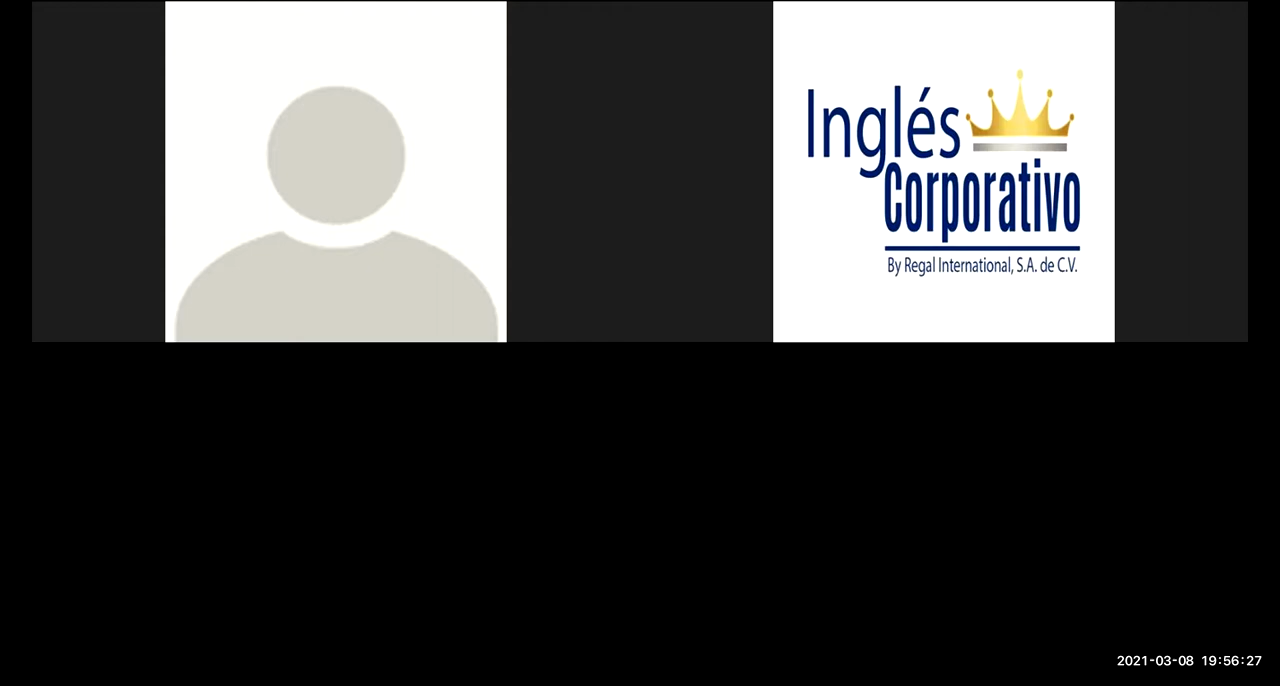 Inglés
Corporativo
By Regal International, S.A. de C.V.
2021-03-08 19:56:27